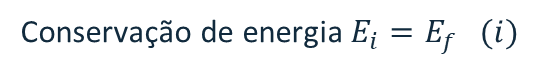 Conservação de energia E_i = E_f (i)